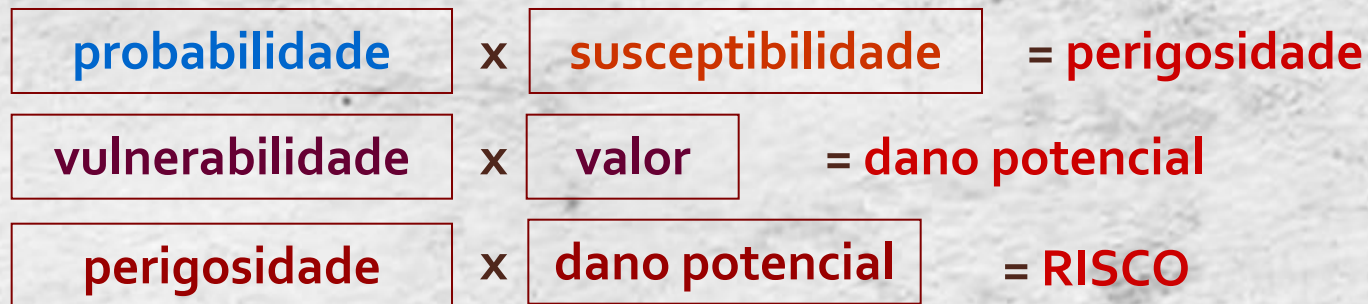 probabilidade x susceptibilidade = perigosidade
vulnerabilidade x valor = dano potencial
perigosidade x dano potencial = RISCO